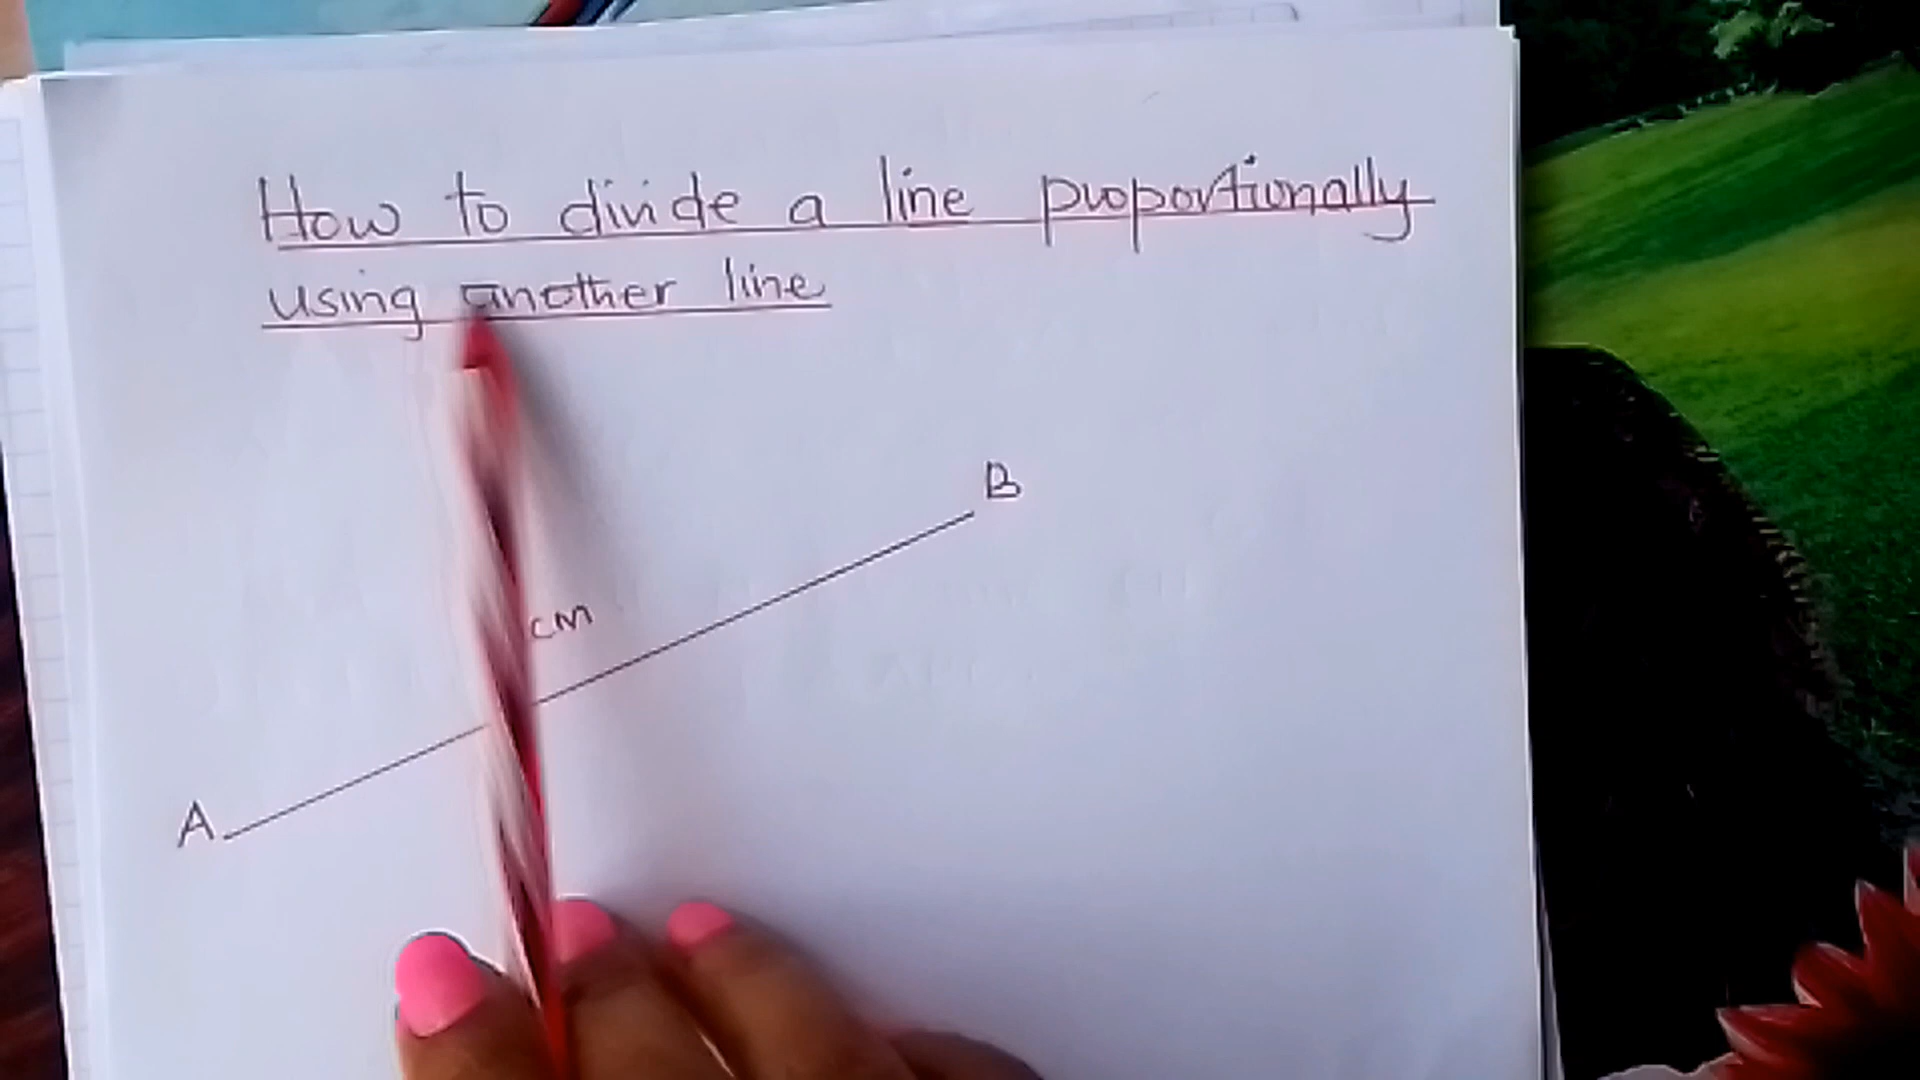 How to divide a line proportionally
using another line
B
cm
A